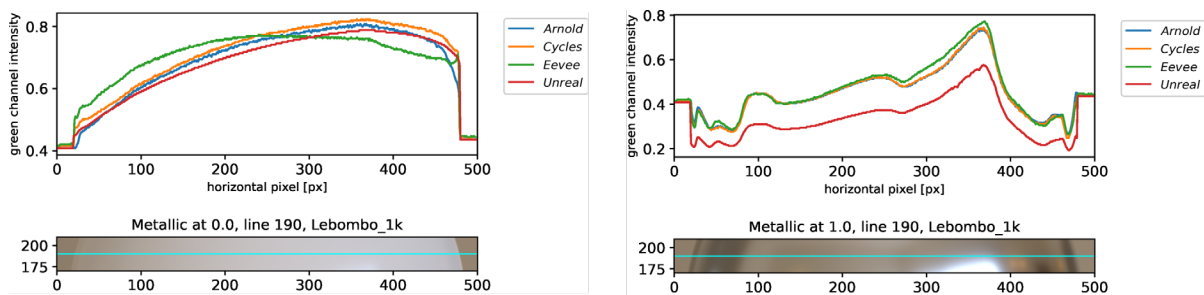 0.8
0.6
0.4
green channel intensity
0 100 200 300 400 500
horizontal pixel [px]
Arnold
Cycles
Eevee
Unreal
Metallic at 0.0, line 190, Lebombo_1k
200
175
0 100 200 300 400 500
0.8
0.6
0.4
0.2
green channel intensity
0 100 200 300 400 500
horizontal pixel [px]
Arnold
Cycles
Eevee
Unreal
Metallic at 1.0, line 190, Lebombo_1k
200
175
0 100 200 300 400 500